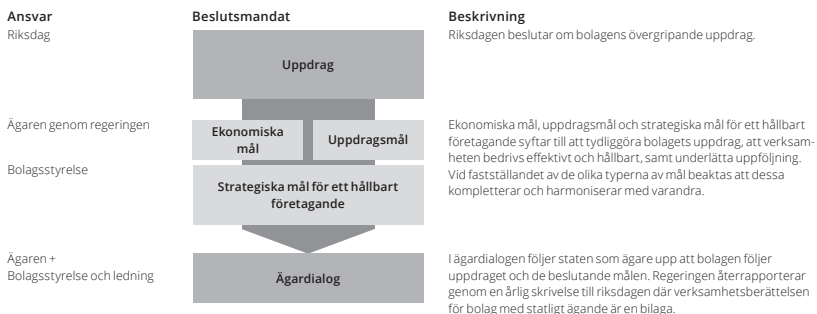 Ansvar
Beslutsmandat
Beskrivning
Riksdag
Uppdrag
Riksdagen beslutar om bolagens övergripande uppdrag.
Ägaren genom regeringen
Ekonomiska
mål
Uppdragsmål
Bolagsstyrelse
Strategiska mål för ett hållbart
företagande
Ekonomiska mål, uppdragsmål och strategiska mål för ett hållbart
företagande syftar till att tydliggöra bolagets uppdrag, att verksam-
heten bedrivs effektivt och hållbart, samt underlätta uppföljning.
Vid fastställandet av de olika typerna av mål beaktas att dessa
kompletterar och harmoniserar med varandra.
Ägaren +
Bolagsstyrelse och ledning
Ägardialog
I ägardialogen följer staten som ägare upp att bolagen följer
uppdraget och de beslutande målen. Regeringen återrapporterar
genom en årlig skrivelse till riksdagen där verksamhetsberättelsen
för bolag med statligt ägande är en bilaga.